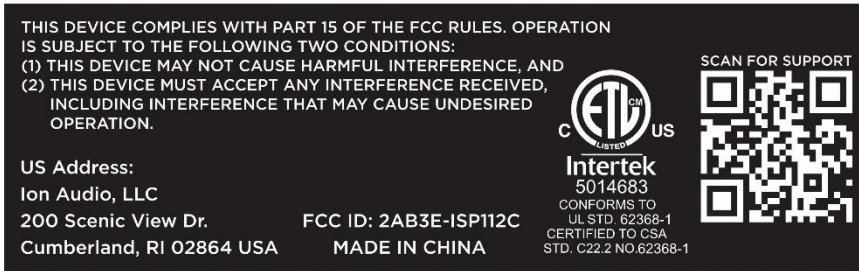 THIS DEVICE COMPLIES WITH PART 15 OF THE FCC RULES. OPERATION
IS SUBJECT TO THE FOLLOWING TWO CONDITIONS:
(1) THIS DEVICE MAY NOT CAUSE HARMFUL INTERFERENCE, AND
(2) THIS DEVICE MUST ACCEPT ANY INTERFERENCE RECEIVED,
INCLUDING INTERFERENCE THAT MAY CAUSE UNDESIRED
OPERATION.
US Address:
Ion Audio, LLC
200 Scenic View Dr.
Cumberland, RI 02864 USA
FCC ID: 2AB3E-ISP112C
MADE IN CHINA
ETL CM
C US
LISTED
Intertek
5014683
CONFORMS TO
UL STD. 62368-1
CERTIFIED TO CSA
STD. C22.2 NO.62368-1
SCAN FOR SUPPORT